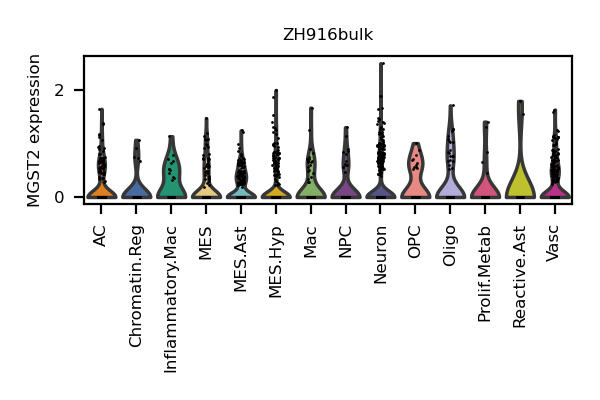 ZH916bulk
MGST2 expression
2
0
AC
Chromatin.Reg
Inflammatory.Mac
MES
MES.Ast
MES.Hyp
Mac
NPC
Neuron
OPC
Oligo
Prolif.Metab
Reactive.Ast
Vasc